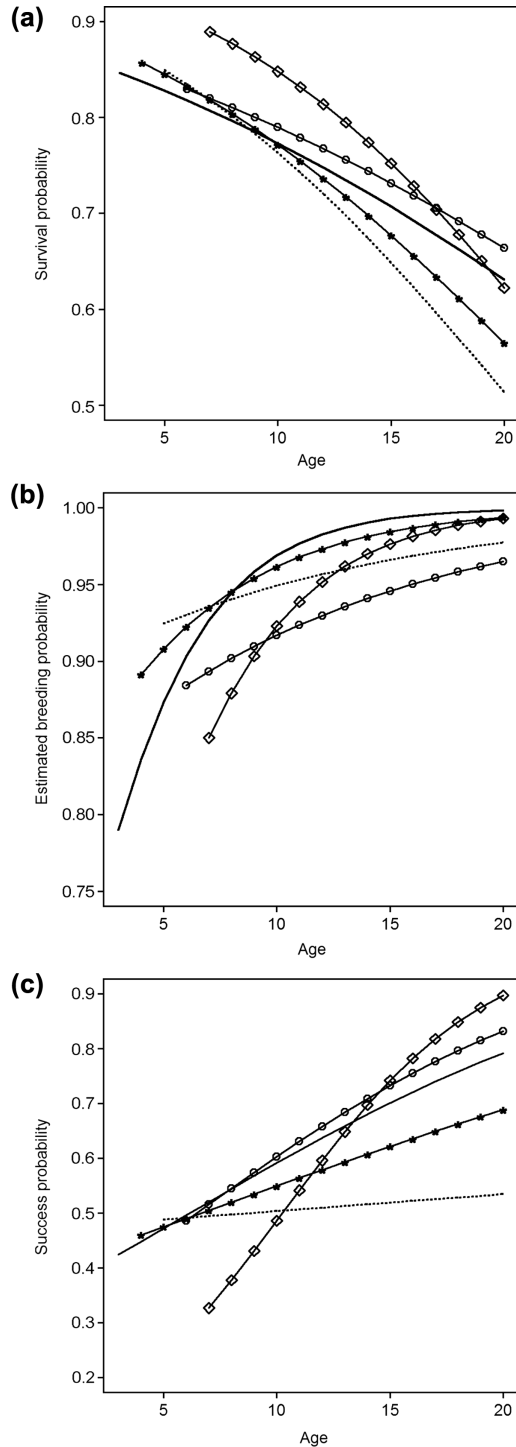 (a)
Survival probability
0.9
0.8
0.7
0.6
0.5
5 10 15 20
Age
(b)
Estimated breeding probability
1.00
0.95
0.90
0.85
0.80
0.75
5 10 15 20
Age
(c)
Success probability
0.9
0.8
0.7
0.6
0.5
0.4
0.3
0.2
5 10 15 20
Age